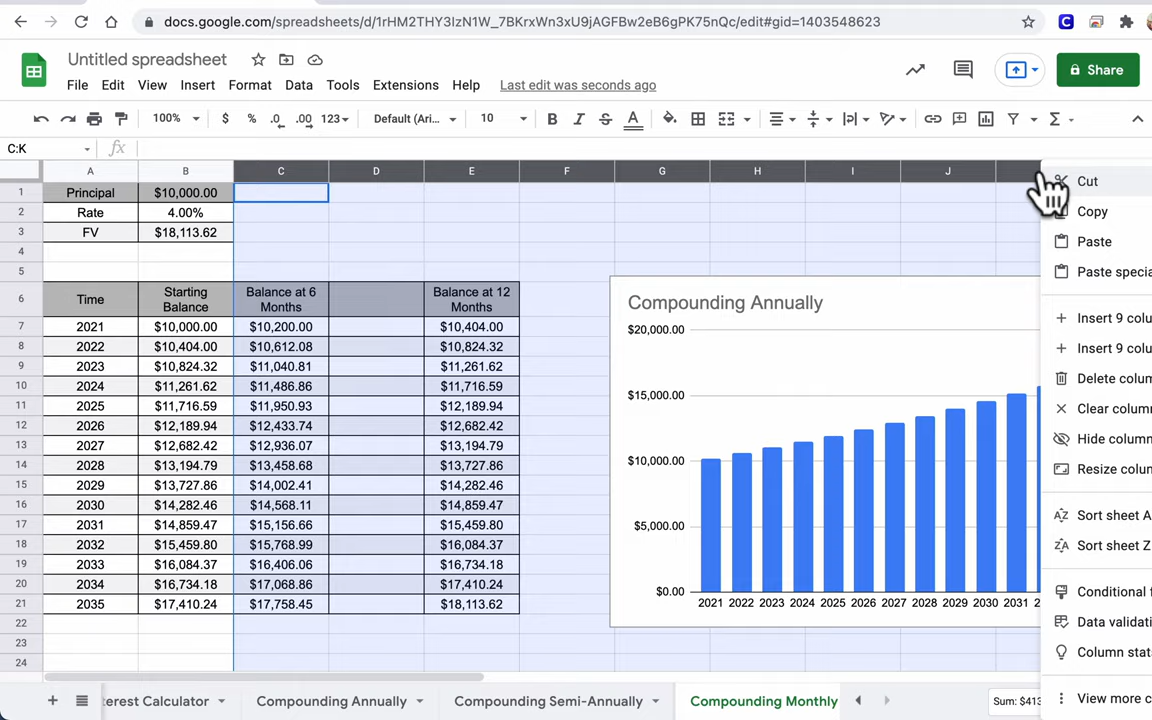 docs.google.com/spreadsheets/d/1rHM2THY3IzN1W_7BKrxWn3xU9jAGFBw2eB6gPK75nQc/edit#gid=1403548623
Untitled spreadsheet
File Edit View Insert Format Data Tools Extensions Help Last edit was seconds ago
Share
100% $ % .0 .00 123 Default (Ari... 10 B I S A Σ
C:K fx
A B C D E F G H I J
1 Principal $10,000.00
2 Rate 4.00%
3 FV $18,113.62
4
5
6 Time Starting Balance Balance at 6 Months Balance at 12 Months
7 2021 $10,000.00 $10,200.00 $10,404.00
8 2022 $10,404.00 $10,612.08 $10,824.32
9 2023 $10,824.32 $11,040.81 $11,261.62
10 2024 $11,261.62 $11,486.86 $11,716.59
11 2025 $11,716.59 $11,950.93 $12,189.94
12 2026 $12,189.94 $12,433.74 $12,682.42
13 2027 $12,682.42 $12,936.07 $13,194.79
14 2028 $13,194.79 $13,458.68 $13,727.86
15 2029 $13,727.86 $14,002.41 $14,282.46
16 2030 $14,282.46 $14,568.11 $14,859.47
17 2031 $14,859.47 $15,156.66 $15,459.80
18 2032 $15,459.80 $15,768.99 $16,084.37
19 2033 $16,084.37 $16,406.06 $16,734.18
20 2034 $16,734.18 $17,068.86 $17,410.24
21 2035 $17,410.24 $17,758.45 $18,113.62
22
23
24
Compounding Annually
$20,000.00
$15,000.00
$10,000.00
$5,000.00
$0.00
2021 2022 2023 2024 2025 2026 2027 2028 2029 2030 2031 2
Cut
Copy
Paste
Paste specia
Insert 9 colu
Insert 9 colu
Delete colum
Clear column
Hide column
Resize colun
Sort sheet A
Sort sheet Z
Conditional f
Data validati
Column stat
View more c
terest Calculator Compounding Annually Compounding Semi-Annually Compounding Monthly Sum: $413